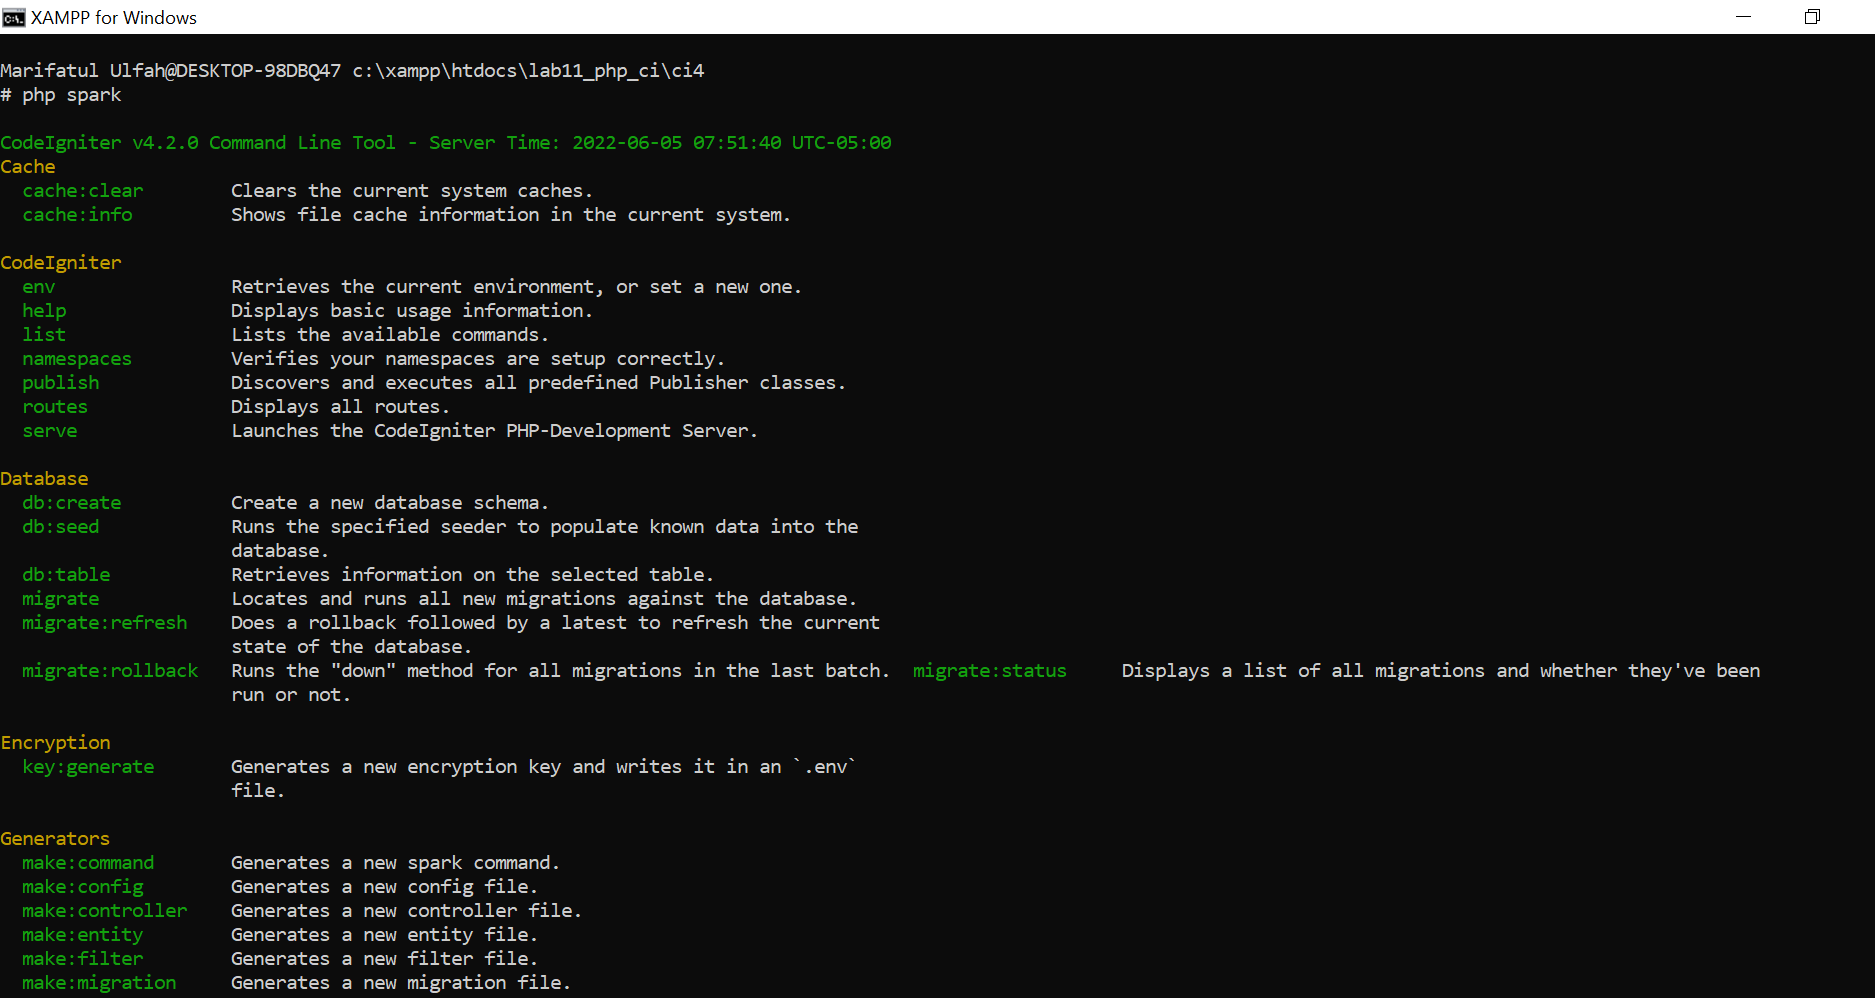 XAMPP for Windows
Marifatul Ulfah@DESKTOP-98DBQ47 c:\xampp\htdocs\lab11_php_ci\ci4
# php spark
CodeIgniter v4.2.0 Command Line Tool - Server Time: 2022-06-05 07:51:40 UTC-05:00
Cache
  cache:clear        Clears the current system caches.
  cache:info         Shows file cache information in the current system.
CodeIgniter
  env                Retrieves the current environment, or set a new one.
  help               Displays basic usage information.
  list               Lists the available commands.
  namespaces         Verifies your namespaces are setup correctly.
  publish            Discovers and executes all predefined Publisher classes.
  routes             Displays all routes.
  serve              Launches the CodeIgniter PHP-Development Server.
Database
  db:create          Create a new database schema.
  db:seed            Runs the specified seeder to populate known data into the
                     database.
  db:table           Retrieves information on the selected table.
  migrate            Locates and runs all new migrations against the database.
  migrate:refresh    Does a rollback followed by a latest to refresh the current
                     state of the database.
  migrate:rollback   Runs the "down" method for all migrations in the last batch.  migrate:status     Displays a list of all migrations and whether they've been
                     run or not.
Encryption
  key:generate       Generates a new encryption key and writes it in an `.env`
                     file.
Generators
  make:command       Generates a new spark command.
  make:config        Generates a new config file.
  make:controller    Generates a new controller file.
  make:entity        Generates a new entity file.
  make:filter        Generates a new filter file.
  make:migration     Generates a new migration file.